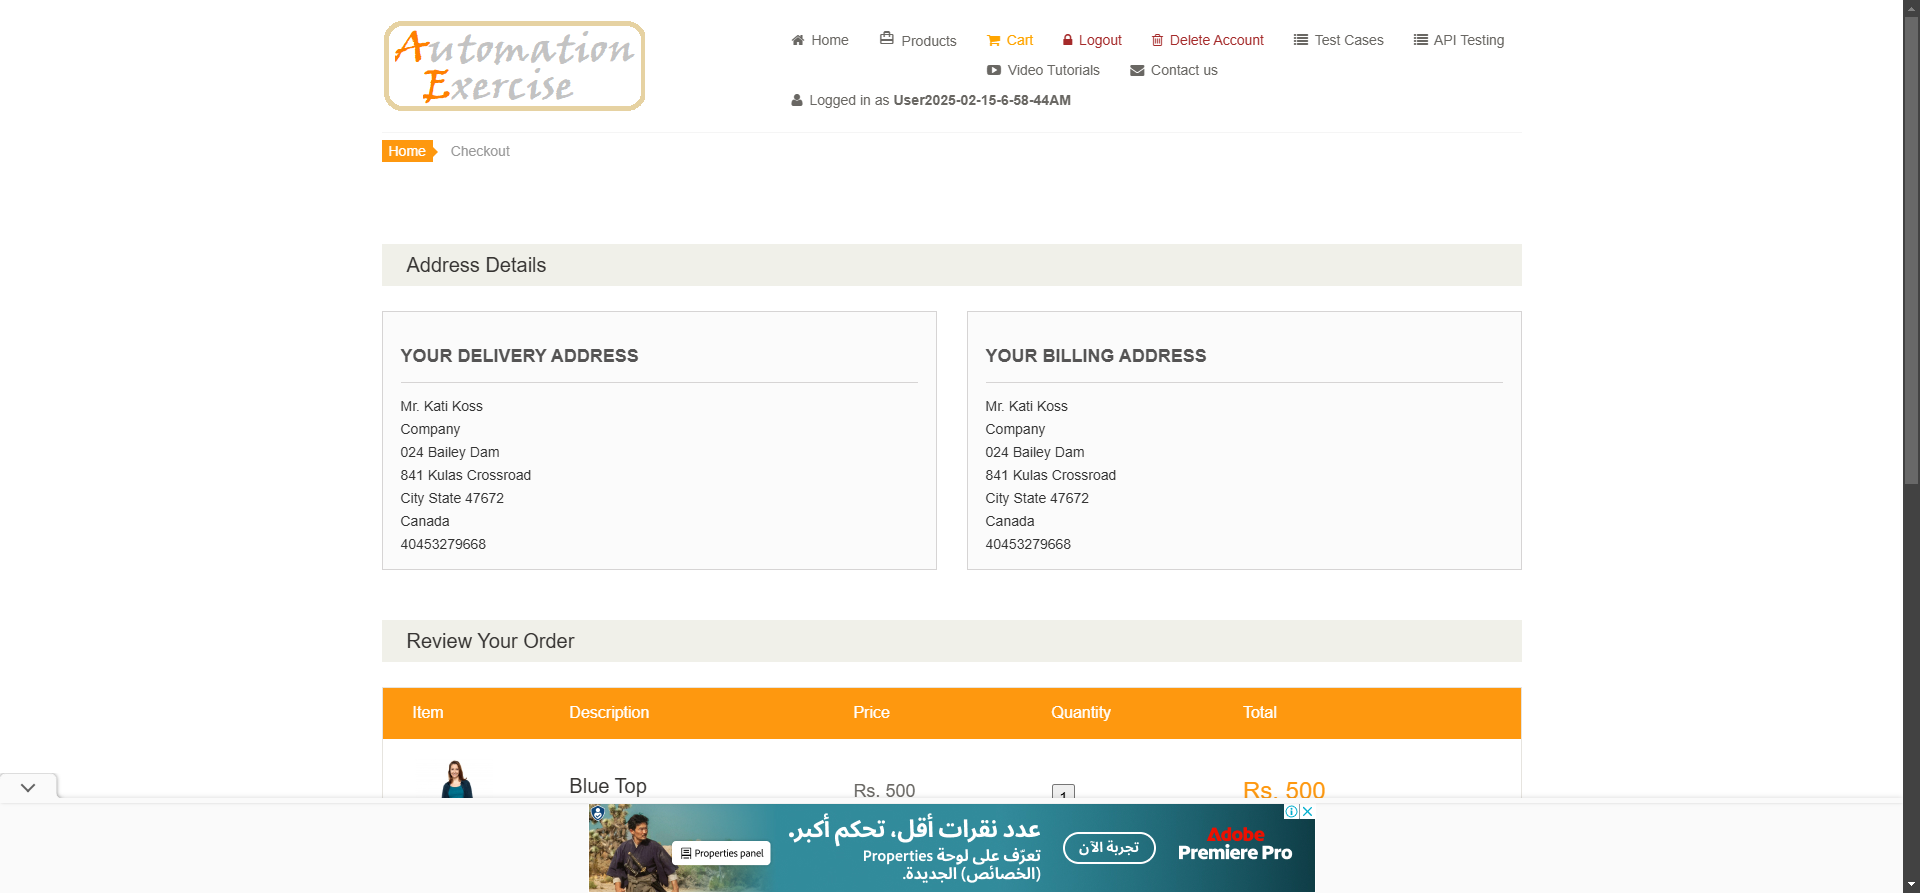 Automation
Exercise
Home
Products
Cart
Logout
Delete Account
Test Cases
API Testing
Video Tutorials
Contact us
Logged in as User2025-02-15-6-58-44AM
Home
Checkout
Address Details
YOUR DELIVERY ADDRESS
Mr. Kati Koss
Company
024 Bailey Dam
841 Kulas Crossroad
City State 47672
Canada
40453279668
YOUR BILLING ADDRESS
Mr. Kati Koss
Company
024 Bailey Dam
841 Kulas Crossroad
City State 47672
Canada
40453279668
Review Your Order
Item Description Price Quantity Total
Blue Top Rs. 500 1 Rs. 500
Properties panel
عدد نقرات أقل، تحكم أكبر.
تعرّف على لوحة Properties
(الخصائص) الجديدة.
تجربة الآن
Adobe
Premiere Pro